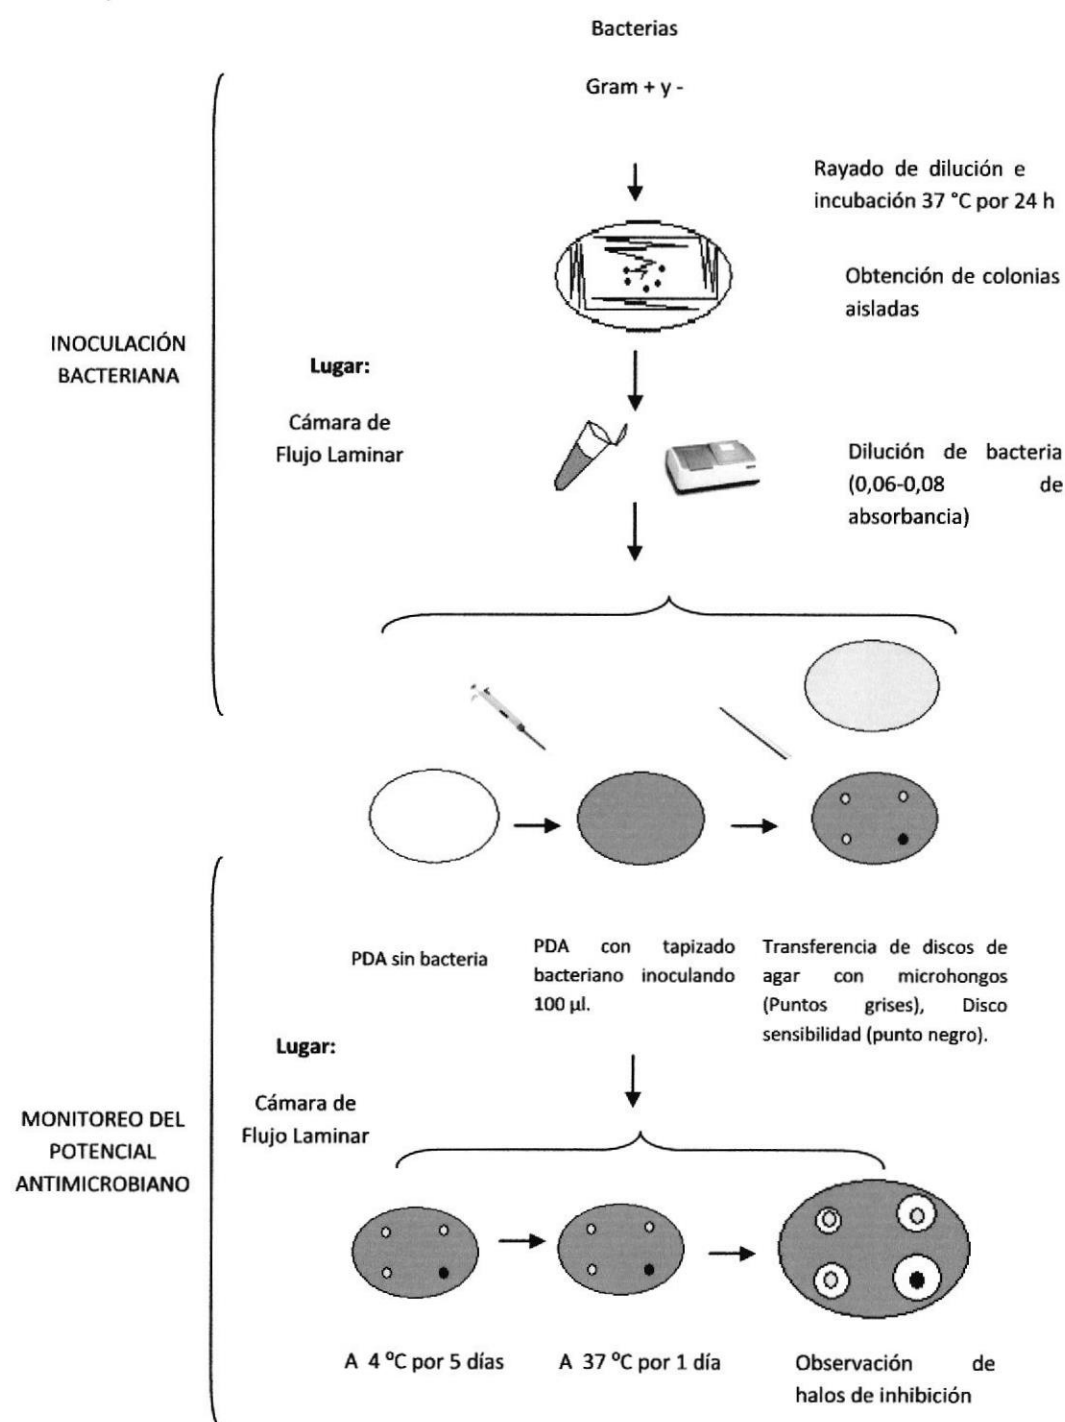 Bacterias
Gram + y -
Rayado de dilución e
incubación 37 °C por 24 h
Obtención de colonias
aisladas
INOCULACIÓN
BACTERIANA
Lugar:
Cámara de
Flujo Laminar
Dilución de bacteria
(0,06-0,08 de
absorbancia)
PDA sin bacteria
PDA con tapizado
bacteriano inoculando
100 µl.
Transferencia de discos de
agar con microhongos
(Puntos grises), Disco
sensibilidad (punto negro).
Lugar:
Cámara de
Flujo Laminar
MONITOREO DEL
POTENCIAL
ANTIMICROBIANO
A 4 °C por 5 días
A 37 °C por 1 día
Observación de
halos de inhibición